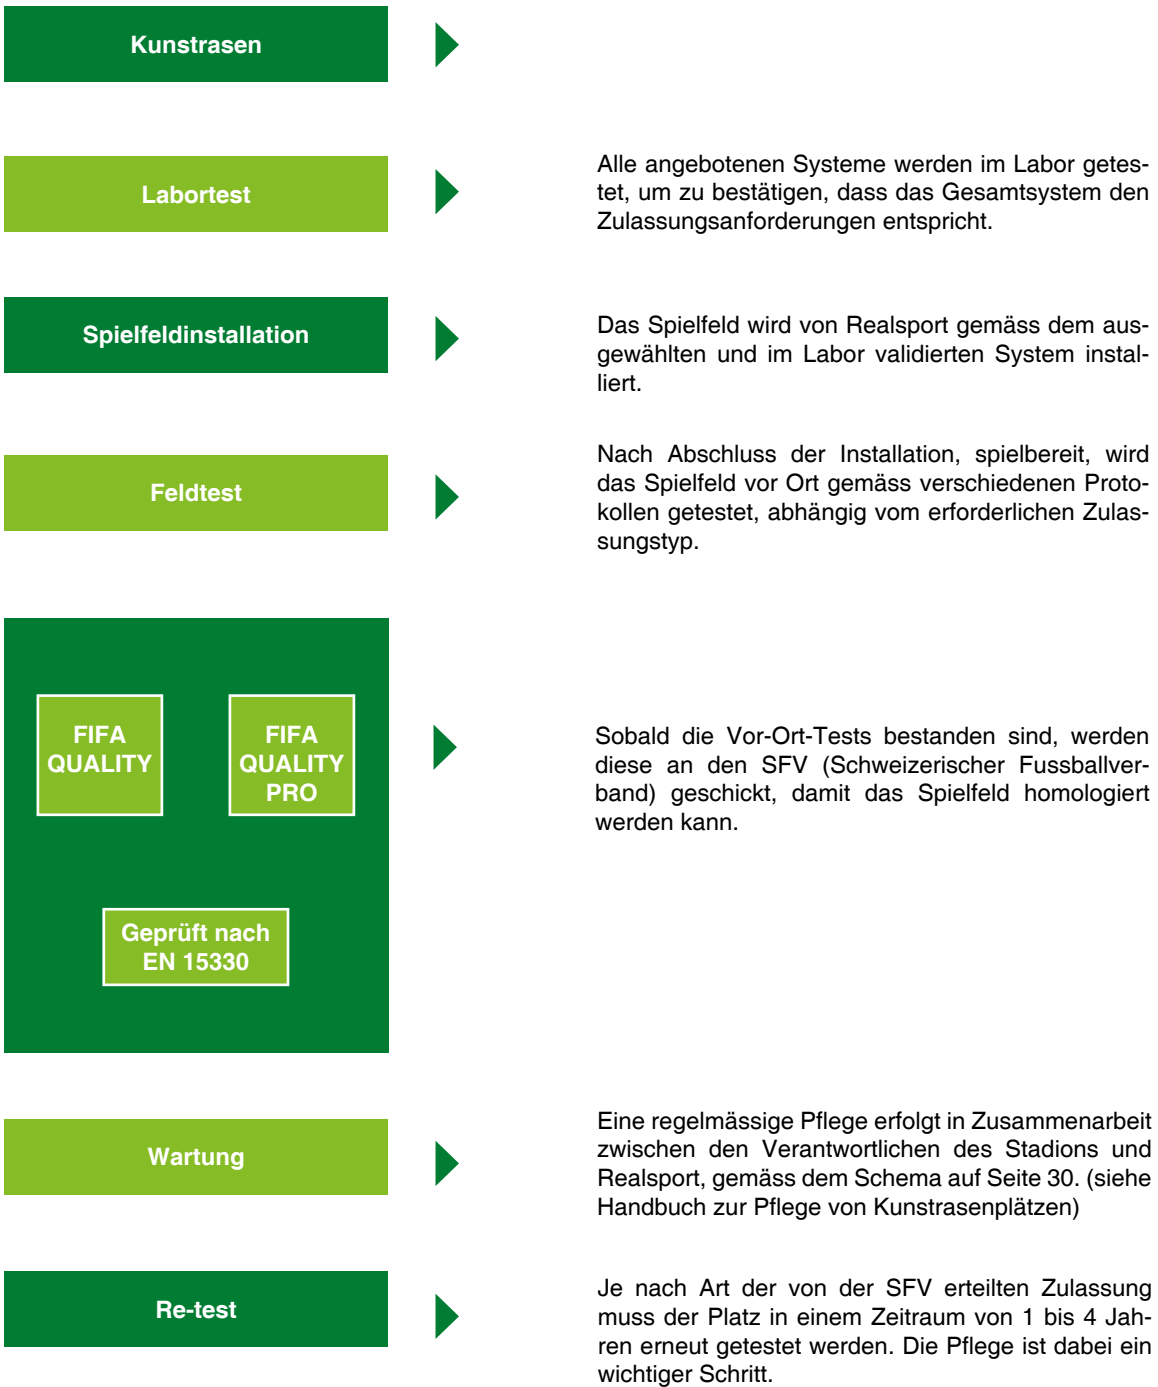 Kunstrasen
Labortest
Alle angebotenen Systeme werden im Labor getes-
tet, um zu bestätigen, dass das Gesamtsystem den
Zulassungsanforderungen entspricht.
Spielfeldinstallation
Das Spielfeld wird von Realsport gemäss dem aus-
gewählten und im Labor validierten System instal-
liert.
Feldtest
Nach Abschluss der Installation, spielbereit, wird
das Spielfeld vor Ort gemäss verschiedenen Proto-
kollen getestet, abhängig vom erforderlichen Zulas-
sungstyp.
FIFA
QUALITY
FIFA
QUALITY
PRO
Geprüft nach
EN 15330
Sobald die Vor-Ort-Tests bestanden sind, werden
diese an den SFV (Schweizerischer Fussballver-
band) geschickt, damit das Spielfeld homologiert
werden kann.
Wartung
Eine regelmässige Pflege erfolgt in Zusammenarbeit
zwischen den Verantwortlichen des Stadions und
Realsport, gemäss dem Schema auf Seite 30. (siehe
Handbuch zur Pflege von Kunstrasenplätzen)
Re-test
Je nach Art der von der SFV erteilten Zulassung
muss der Platz in einem Zeitraum von 1 bis 4 Jah-
ren erneut getestet werden. Die Pflege ist dabei ein
wichtiger Schritt.